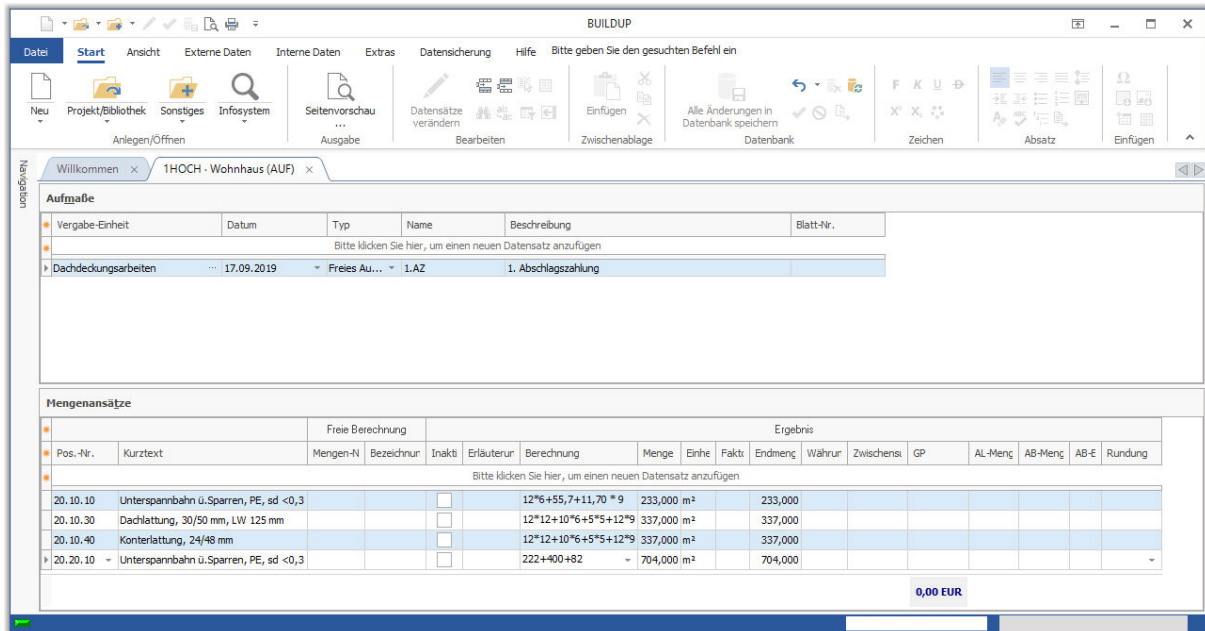 BUILDUP
Datei Start Ansicht Externe Daten Interne Daten Extras Datensicherung Hilfe Bitte geben Sie den gesuchten Befehl ein
Neu Projekt/Bibliothek Sonstiges Infosystem Seitenvorschau ... Datensätze verändern Einfügen Alle Änderungen in Datenbank speichern F K U D
Anlegen/Öffnen Ausgabe Bearbeiten Zwischenablage Datenbank Zeichen Absatz Einfügen
Navigation
Willkommen × 1HOCH - Wohnhaus (AUF) ×
Aufmaße
Vergabe-Einheit Datum Typ Name Beschreibung Blatt-Nr.
Bitte klicken Sie hier, um einen neuen Datensatz anzufügen
Dachdeckungsarbeiten ... 17.09.2019 Freies Au... 1.AZ 1. Abschlagszahlung
Mengenansätze
Freie Berechnung Ergebnis
Pos.-Nr. Kurztext Mengen-N Bezeichnur Inakti Erläuterur Berechnung Menge Einhe Fakto Endmeng Währur Zwischensu GP AL-Meng AB-Meng AB-E Rundung
Bitte klicken Sie hier, um einen neuen Datensatz anzufügen
20.10.10 Unterspannbahn ü.Sparren, PE, sd <0,3 12*6+55,7+11,70 * 9 233,000 m² 233,000
20.10.30 Dachlattung, 30/50 mm, LW 125 mm 12*12+10*6+5*5+12*9 337,000 m² 337,000
20.10.40 Konterlattung, 24/48 mm 12*12+10*6+5*5+12*9 337,000 m² 337,000
20.20.10 Unterspannbahn ü.Sparren, PE, sd <0,3 222+400+82 704,000 m² 704,000
0,00 EUR